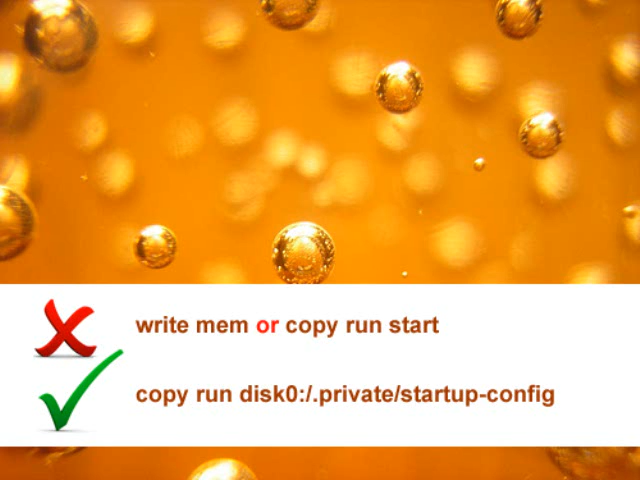 write mem or copy run start
copy run disk0:/.private/startup-config